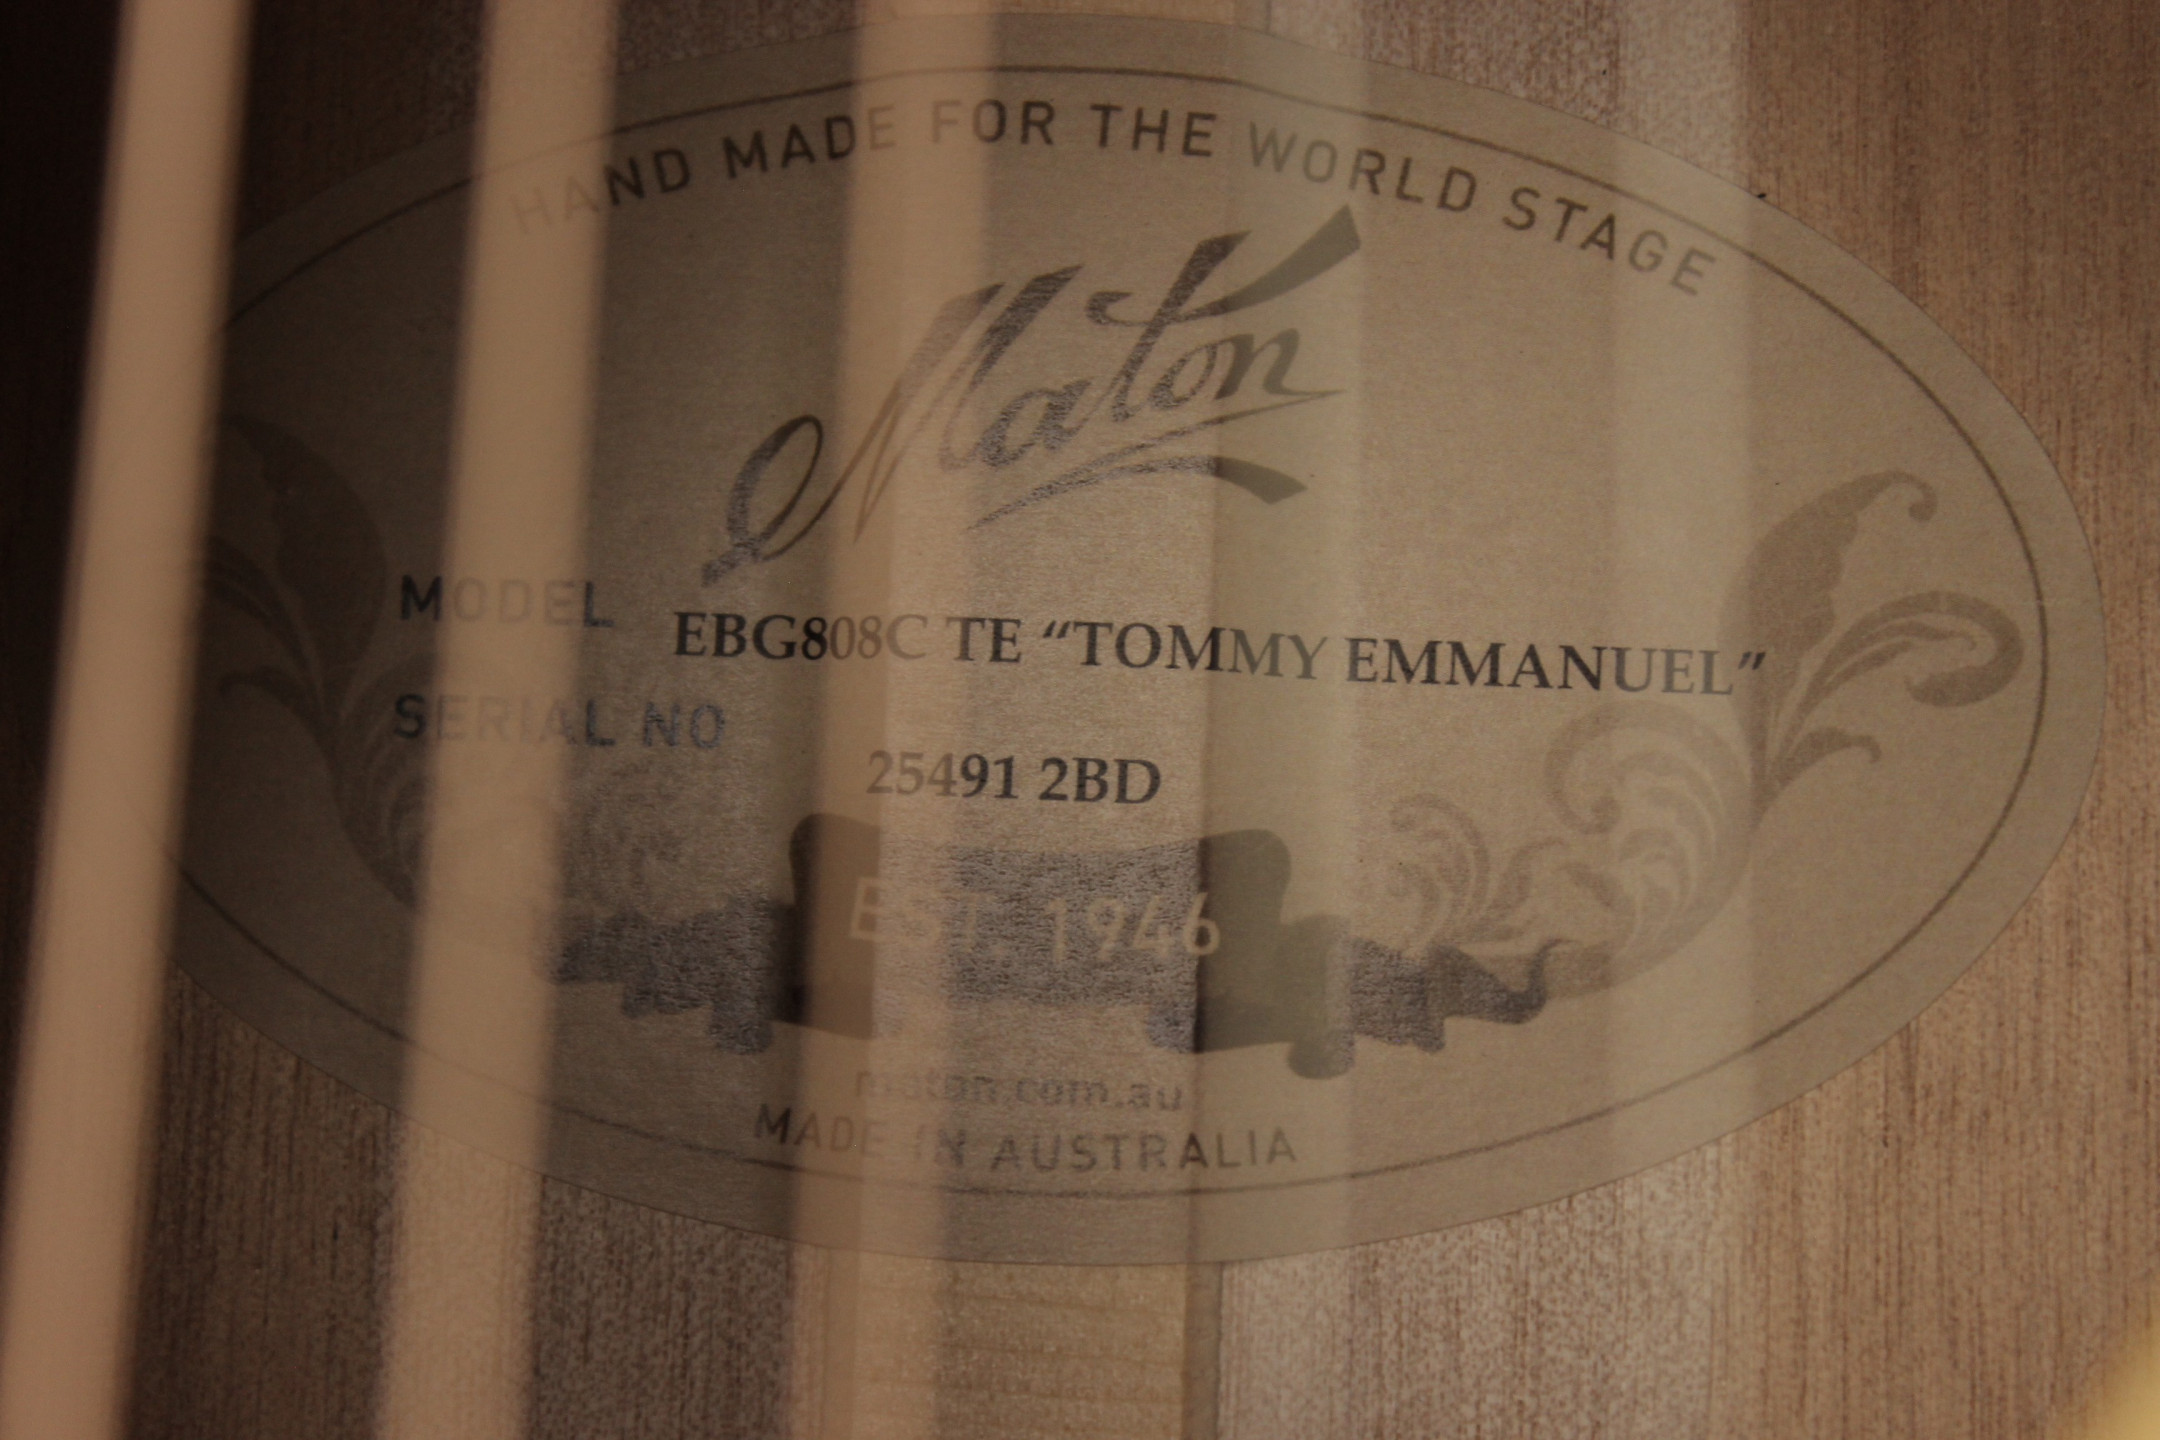 HAND MADE FOR THE WORLD STAGE
Maton
MODEL EBG808C TE “TOMMY EMMANUEL”
SERIAL NO 25491 2BD
EST. 1946
maton.com.au
MADE IN AUSTRALIA